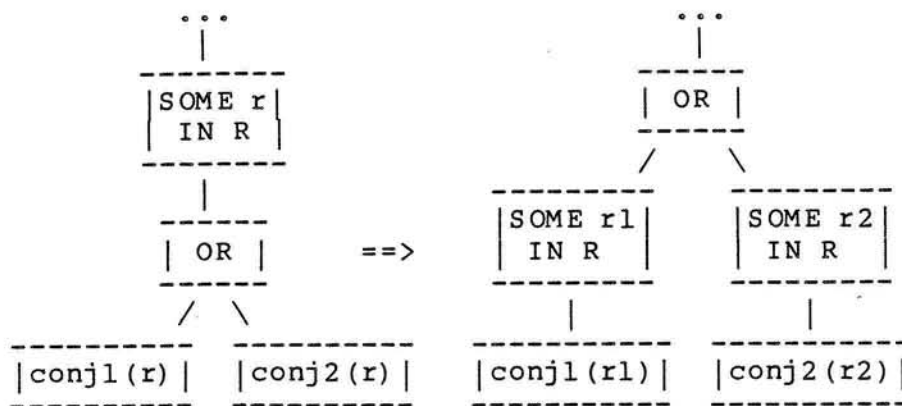 ...
...
SOME r
IN R
OR
OR
==>
SOME r1
IN R
SOME r2
IN R
conj1(r)
conj2(r)
conj1(r1)
conj2(r2)